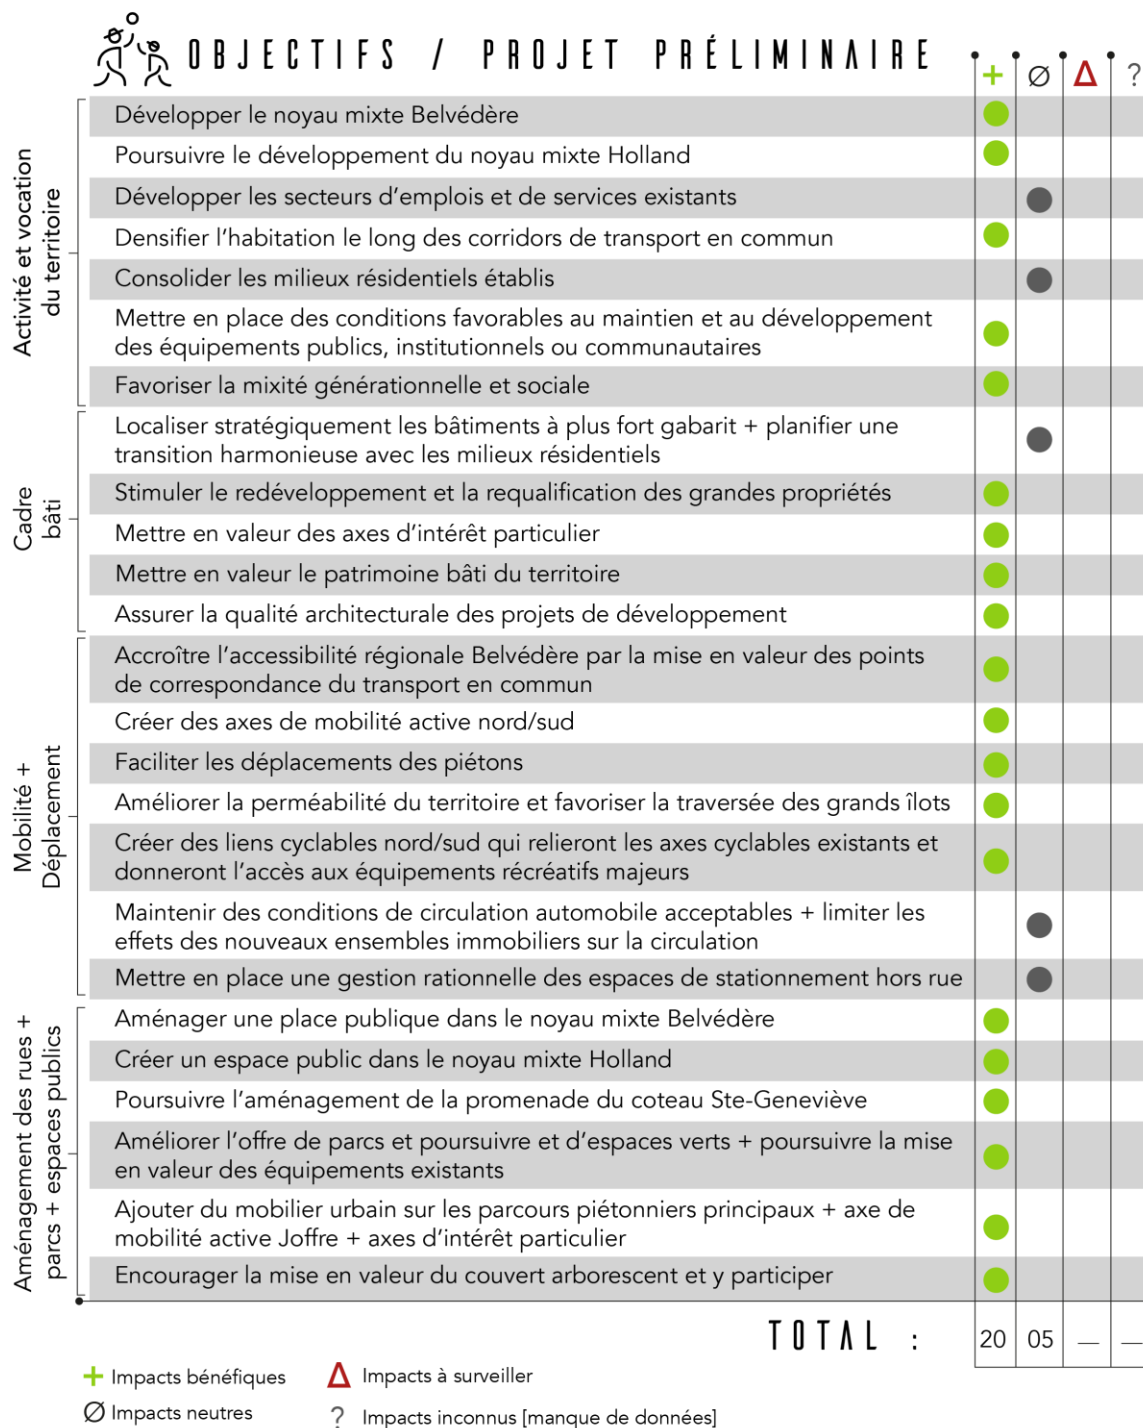 OBJECTIFS / PROJET PRÉLIMINAIRE
+ Ø Δ ?
Activité et vocation
du territoire
Développer le noyau mixte Belvédère
Poursuivre le développement du noyau mixte Holland
Développer les secteurs d’emplois et de services existants
Densifier l’habitation le long des corridors de transport en commun
Consolider les milieux résidentiels établis
Mettre en place des conditions favorables au maintien et au développement
des équipements publics, institutionnels ou communautaires
Favoriser la mixité générationnelle et sociale
Cadre
bâti
Localiser stratégiquement les bâtiments à plus fort gabarit + planifier une
transition harmonieuse avec les milieux résidentiels
Stimuler le redéveloppement et la requalification des grandes propriétés
Mettre en valeur des axes d’intérêt particulier
Mettre en valeur le patrimoine bâti du territoire
Assurer la qualité architecturale des projets de développement
Mobilité +
Déplacement
Accroître l’accessibilité régionale Belvédère par la mise en valeur des points
de correspondance du transport en commun
Créer des axes de mobilité active nord/sud
Faciliter les déplacements des piétons
Améliorer la perméabilité du territoire et favoriser la traversée des grands îlots
Créer des liens cyclables nord/sud qui relieront les axes cyclables existants et
donneront l’accès aux équipements récréatifs majeurs
Maintenir des conditions de circulation automobile acceptables + limiter les
effets des nouveaux ensembles immobiliers sur la circulation
Mettre en place une gestion rationnelle des espaces de stationnement hors rue
Aménagement des rues +
parcs + espaces publics
Aménager une place publique dans le noyau mixte Belvédère
Créer un espace public dans le noyau mixte Holland
Poursuivre l’aménagement de la promenade du coteau Ste-Geneviève
Améliorer l’offre de parcs et poursuivre et d’espaces verts + poursuivre la mise
en valeur des équipements existants
Ajouter du mobilier urbain sur les parcours piétonniers principaux + axe de
mobilité active Joffre + axes d’intérêt particulier
Encourager la mise en valeur du couvert arborescent et y participer
TOTAL : 20 05 — —
+ Impacts bénéfiques
Δ Impacts à surveiller
Ø Impacts neutres
? Impacts inconnus [manque de données]